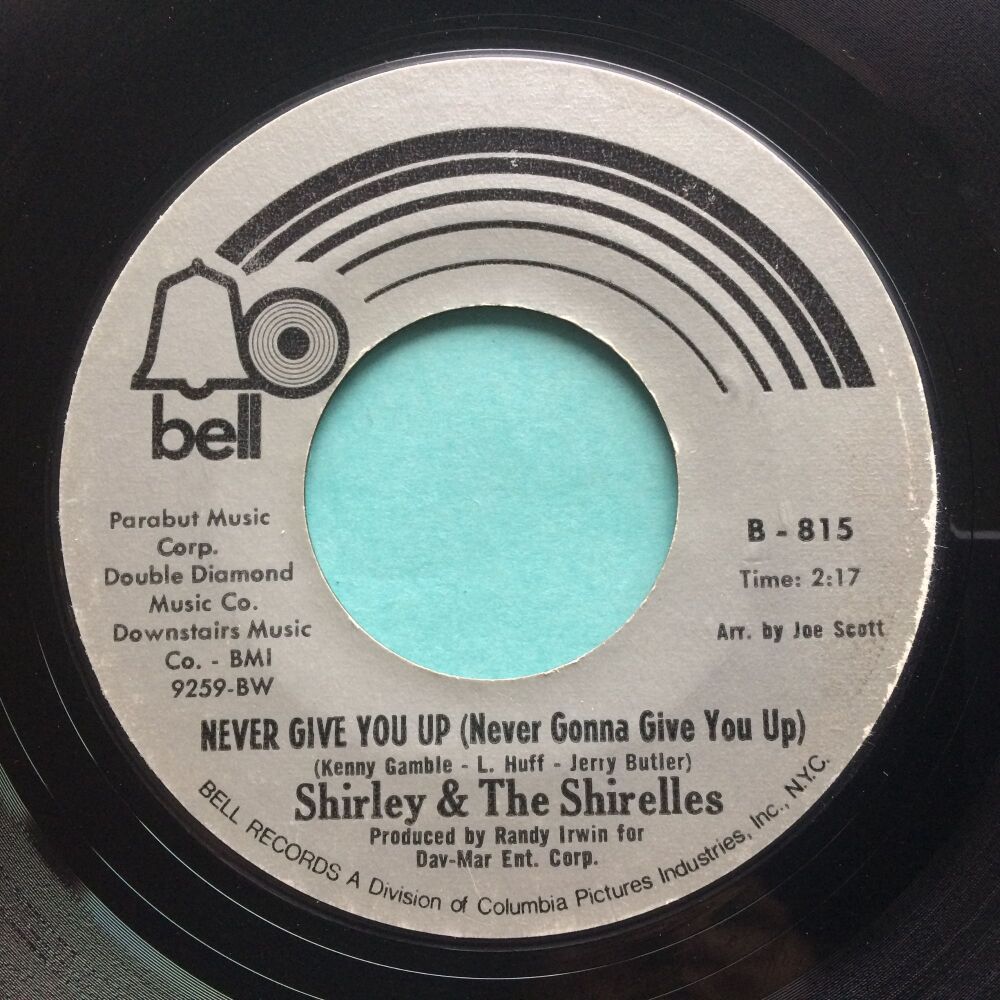 bell
Parabut Music
Corp.
Double Diamond
Music Co.
Downstairs Music
Co. - BMI
9259-BW
B - 815
Time: 2:17
Arr. by Joe Scott
NEVER GIVE YOU UP (Never Gonna Give You Up)
(Kenny Gamble - L. Huff - Jerry Butler)
Shirley & The Shirelles
Produced by Randy Irwin for
Dav-Mar Ent. Corp.
BELL RECORDS A Division of Columbia Pictures Industries, Inc., N.Y.C.